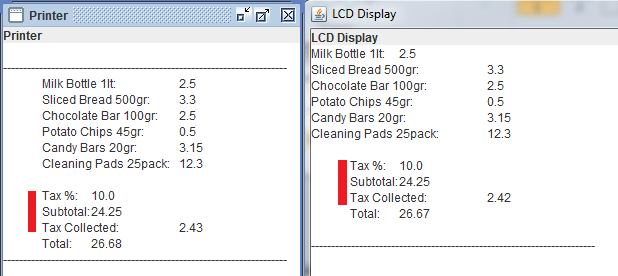 Printer
Printer
Milk Bottle 1lt: 2.5
Sliced Bread 500gr: 3.3
Chocolate Bar 100gr: 2.5
Potato Chips 45gr: 0.5
Candy Bars 20gr: 3.15
Cleaning Pads 25pack: 12.3
Tax %: 10.0
Subtotal:24.25
Tax Collected: 2.43
Total: 26.68
LCD Display
LCD Display
Milk Bottle 1lt: 2.5
Sliced Bread 500gr: 3.3
Chocolate Bar 100gr: 2.5
Potato Chips 45gr: 0.5
Candy Bars 20gr: 3.15
Cleaning Pads 25pack: 12.3
Tax %: 10.0
Subtotal:24.25
Tax Collected: 2.42
Total: 26.67